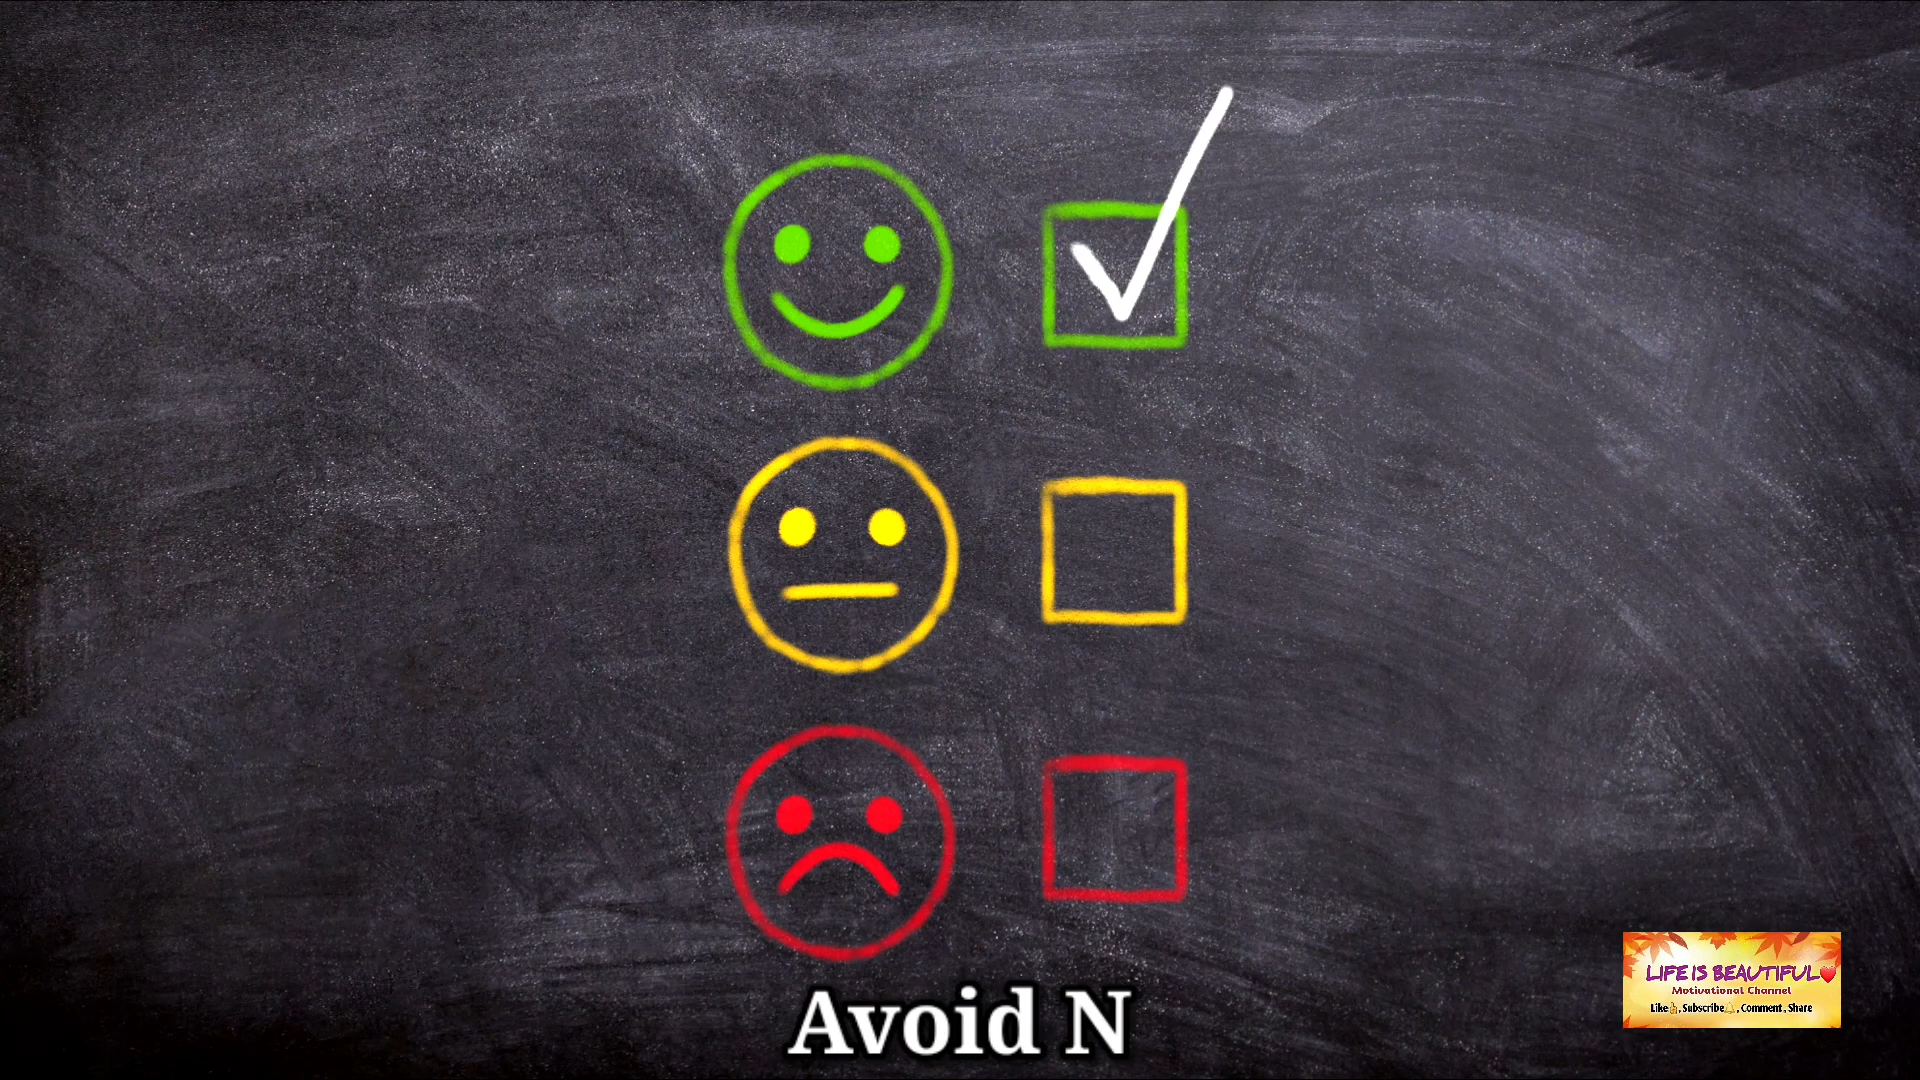 Avoid N
LIFE IS BEAUTIFUL
Motivational Channel
Like👍, Subscribe🔔, Comment, Share